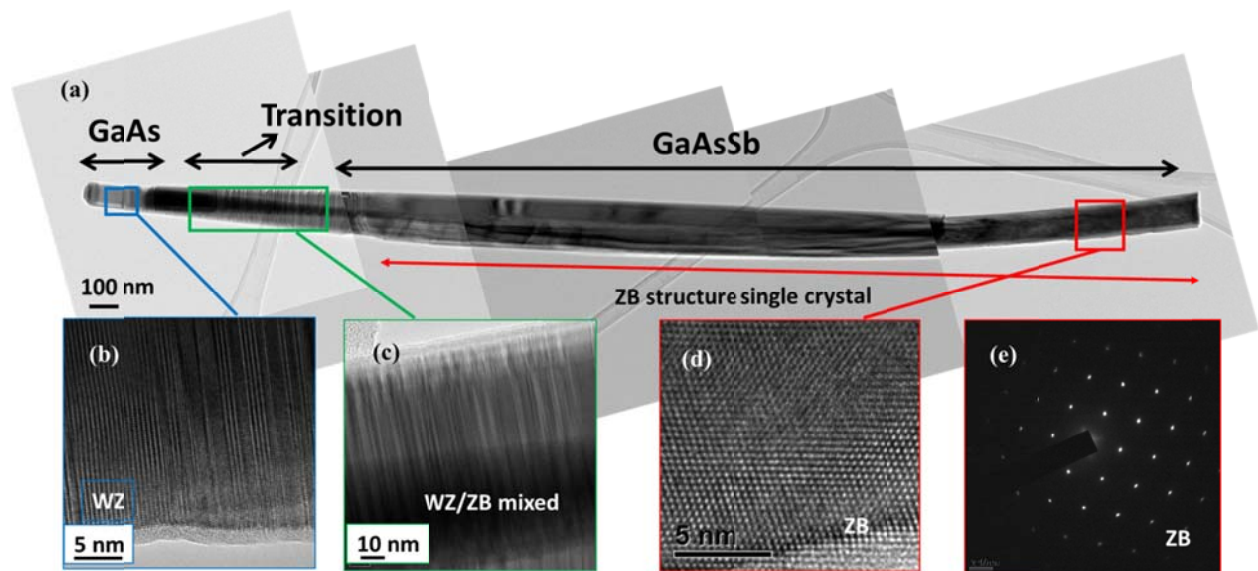 (a)
Transition
GaAs
GaAsSb
100 nm
ZB structure single crystal
(b)
(c)
(d)
(e)
WZ
WZ/ZB mixed
ZB
ZB
5 nm
10 nm
5 nm